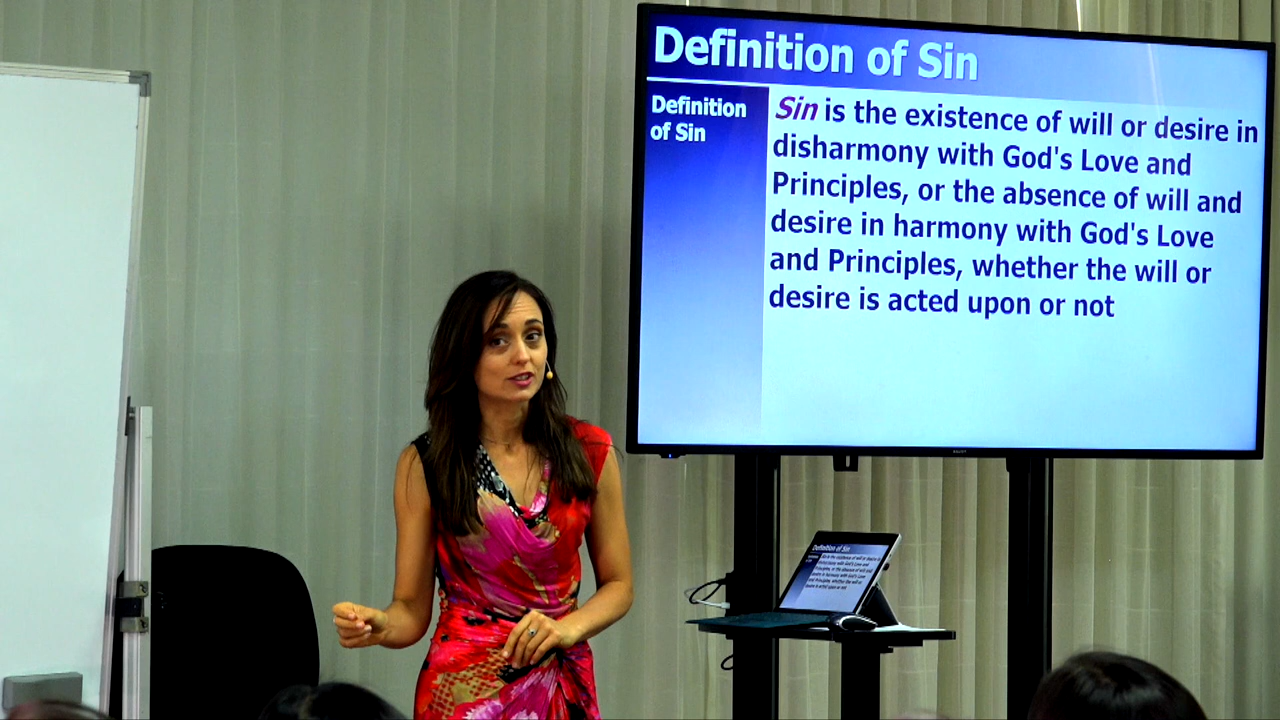 Definition of Sin
Definition
of Sin
Sin is the existence of will or desire in
disharmony with God's Love and
Principles, or the absence of will and
desire in harmony with God's Love
and Principles, whether the will or
desire is acted upon or not
Definition of Sin